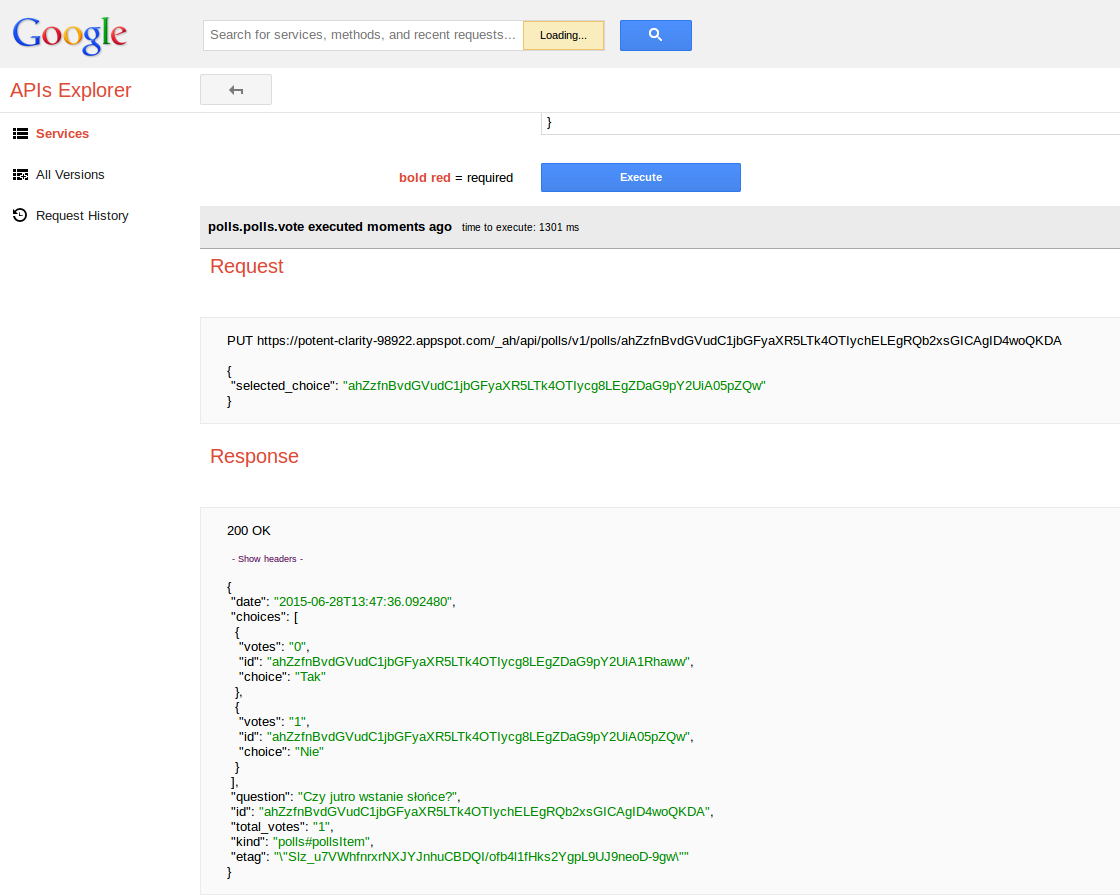 Google
Search for services, methods, and recent requests...
Loading...
APIs Explorer
}
Services
All Versions
Request History
bold red = required
Execute
polls.polls.vote executed moments ago time to execute: 1301 ms
Request
PUT https://potent-clarity-98922.appspot.com/_ah/api/polls/v1/polls/ahZzfnBvdGVudC1jbGFyaXR5LTk4OTIychELEgRQb2xsGICAgID4woQKDA
{
"selected_choice": "ahZzfnBvdGVudC1jbGFyaXR5LTk4OTIycg8LEgZDaG9pY2UiA05pZQw"
}
Response
200 OK
- Show headers -
{
"date": "2015-06-28T13:47:36.092480",
"choices": [
{
"votes": "0",
"id": "ahZzfnBvdGVudC1jbGFyaXR5LTk4OTIycg8LEgZDaG9pY2UiA1Rhaww",
"choice": "Tak"
},
{
"votes": "1",
"id": "ahZzfnBvdGVudC1jbGFyaXR5LTk4OTIycg8LEgZDaG9pY2UiA05pZQw",
"choice": "Nie"
}
],
"question": "Czy jutro wstanie słońce?",
"id": "ahZzfnBvdGVudC1jbGFyaXR5LTk4OTIychELEgRQb2xsGICAgID4woQKDA",
"total_votes": "1",
"kind": "polls#pollsItem",
"etag": "\"Slz_u7VWhfnrxrNXJYJnhuCBDQI/ofb4l1fHks2YgpL9UJ9neoD-9gw\""
}